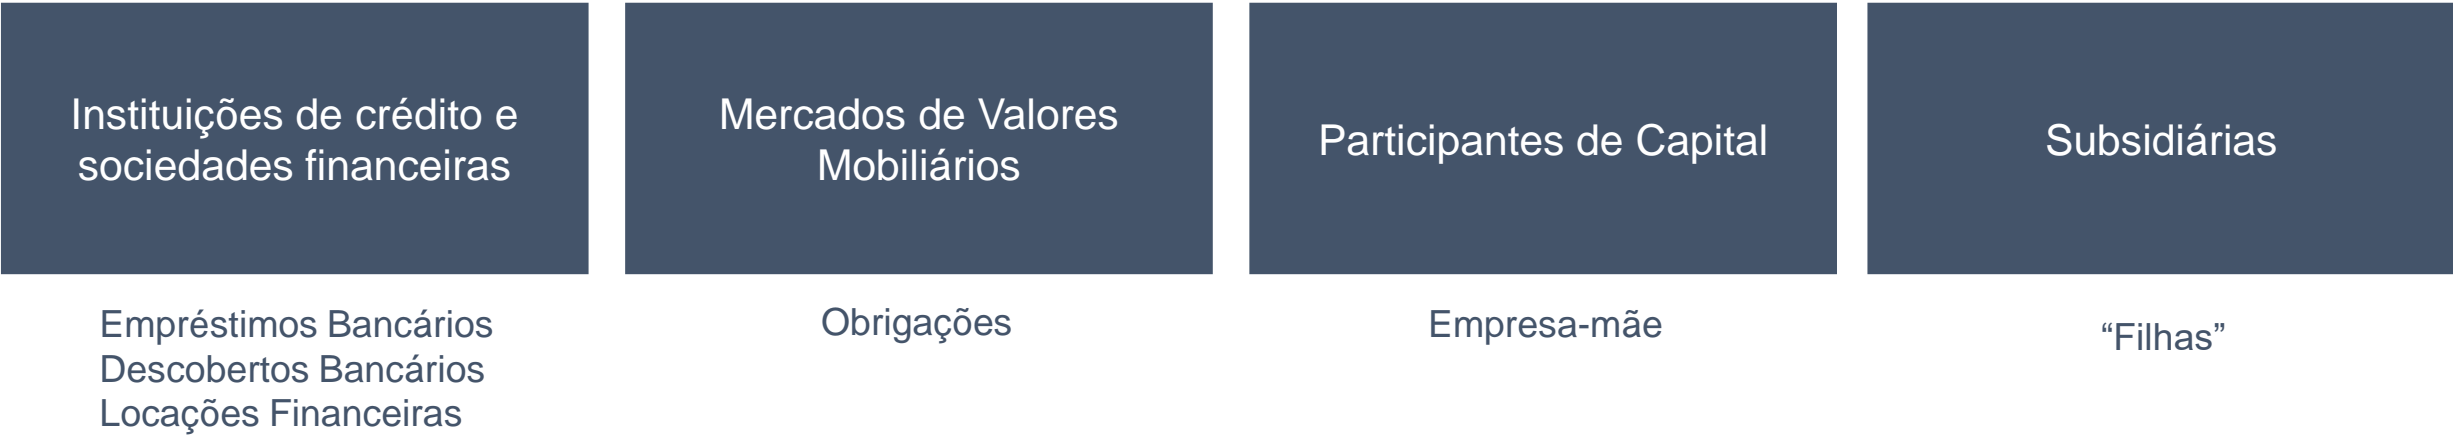 Instituições de crédito e
sociedades financeiras
Empréstimos Bancários
Descobertos Bancários
Locações Financeiras
Mercados de Valores
Mobiliários
Obrigações
Participantes de Capital
Empresa-mãe
Subsidiárias
“Filhas”